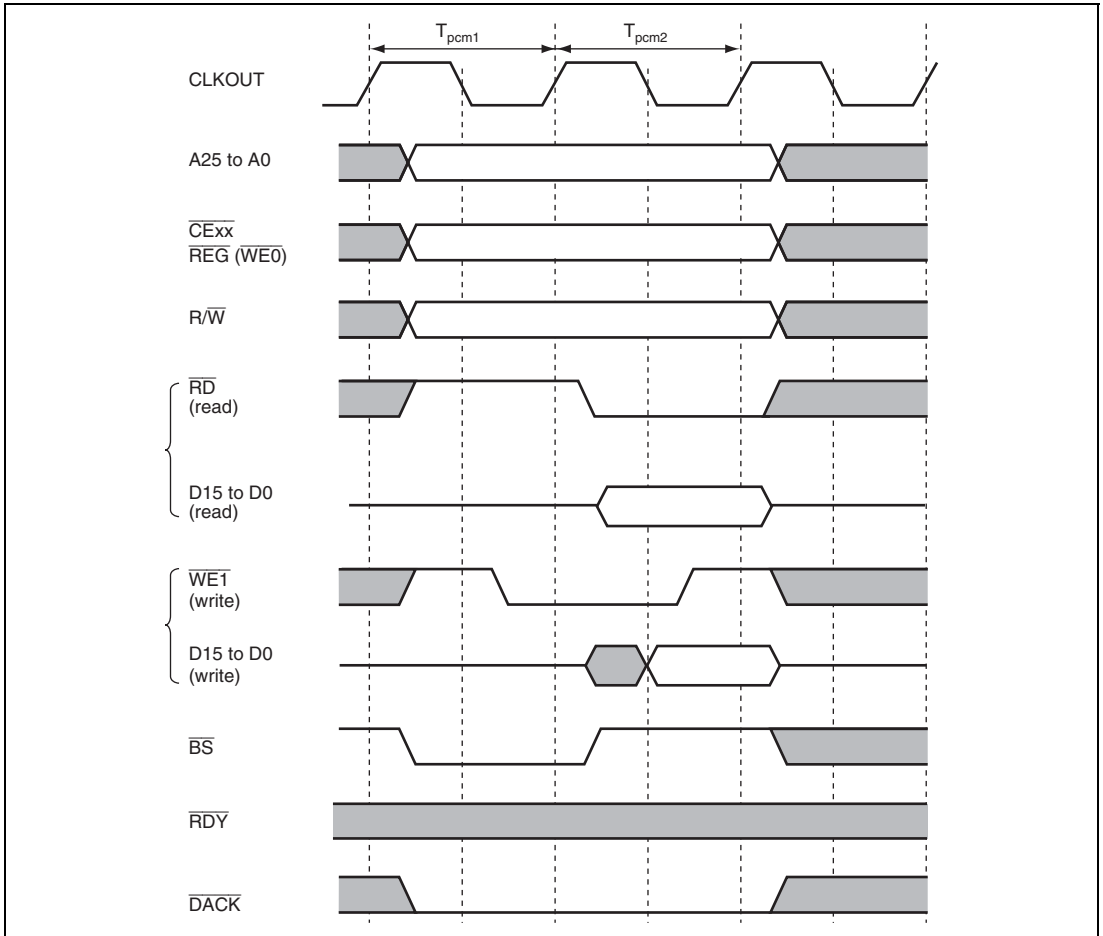 Tpcm1 Tpcm2
CLKOUT
A25 to A0
CExx
REG (WE0)
R/W
RD
(read)
D15 to D0
(read)
WE1
(write)
D15 to D0
(write)
BS
RDY
DACK